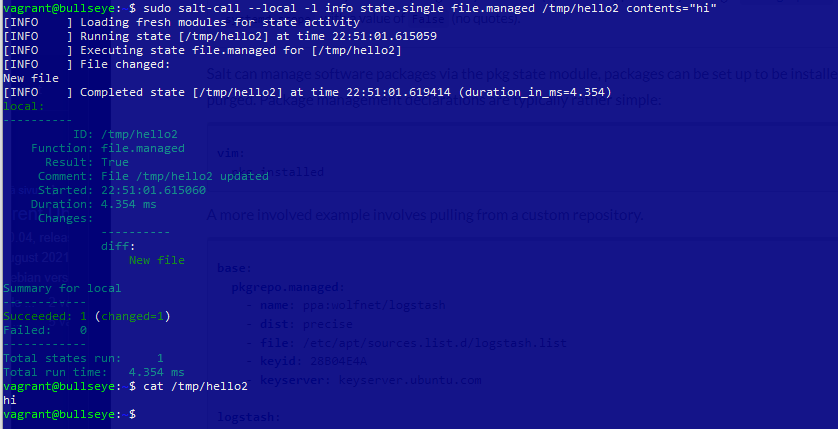 vagrant@bullseye: $ sudo salt-call --local -l info state.single file.managed /tmp/hello2 contents="hi"
[INFO    ] Loading fresh modules for state activity
[INFO    ] Running state [/tmp/hello2] at time 22:51:01.615059
[INFO    ] Executing state file.managed for [/tmp/hello2]
[INFO    ] File changed:
New file
[INFO    ] Completed state [/tmp/hello2] at time 22:51:01.619414 (duration_in_ms=4.354)
local:
----------
          ID: /tmp/hello2
    Function: file.managed
      Result: True
     Comment: File /tmp/hello2 updated
     Started: 22:51:01.615060
    Duration: 4.354 ms
     Changes:
              ----------
              diff:
                  New file
Summary for local
------------
Succeeded: 1 (changed=1)
Failed:    0
------------
Total states run:     1
Total run time:   4.354 ms
vagrant@bullseye: $ cat /tmp/hello2
hi
vagrant@bullseye: $
value of False (no quotes).
Salt can manage software packages via the pkg state module, packages can be set up to be installe
purged. Package management declarations are typically rather simple:
vim:
installed
A more involved example involves pulling from a custom repository.
base:
  pkgrepo.managed:
    - name: ppa:wolfnet/logstash
    - dist: precise
    - file: /etc/apt/sources.list.d/logstash.list
    - keyid: 28B04E4A
    - keyserver: keyserver.ubuntu.com
logstash: